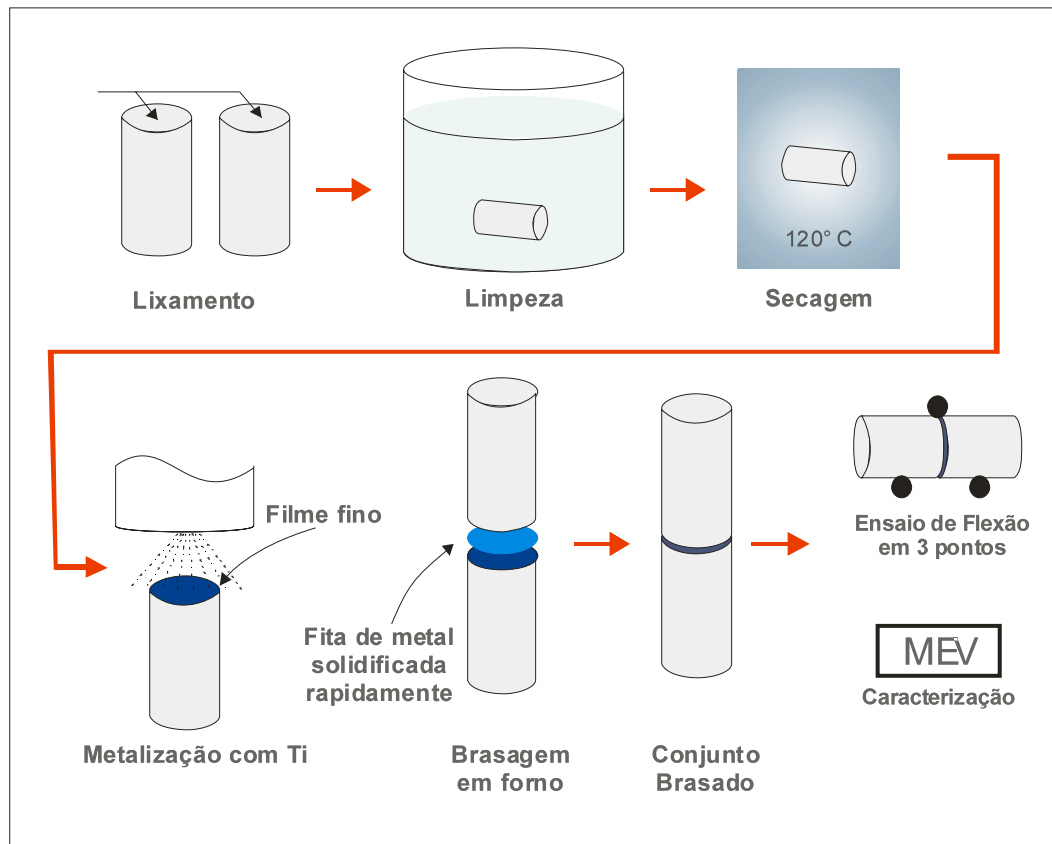 120° C
Lixamento
Limpeza
Secagem
Filme fino
Fita de metal
solidificada
rapidamente
Ensaio de Flexão
em 3 pontos
MEV
Caracterização
Metalização com Ti
Brasagem
em forno
Conjunto
Brasado